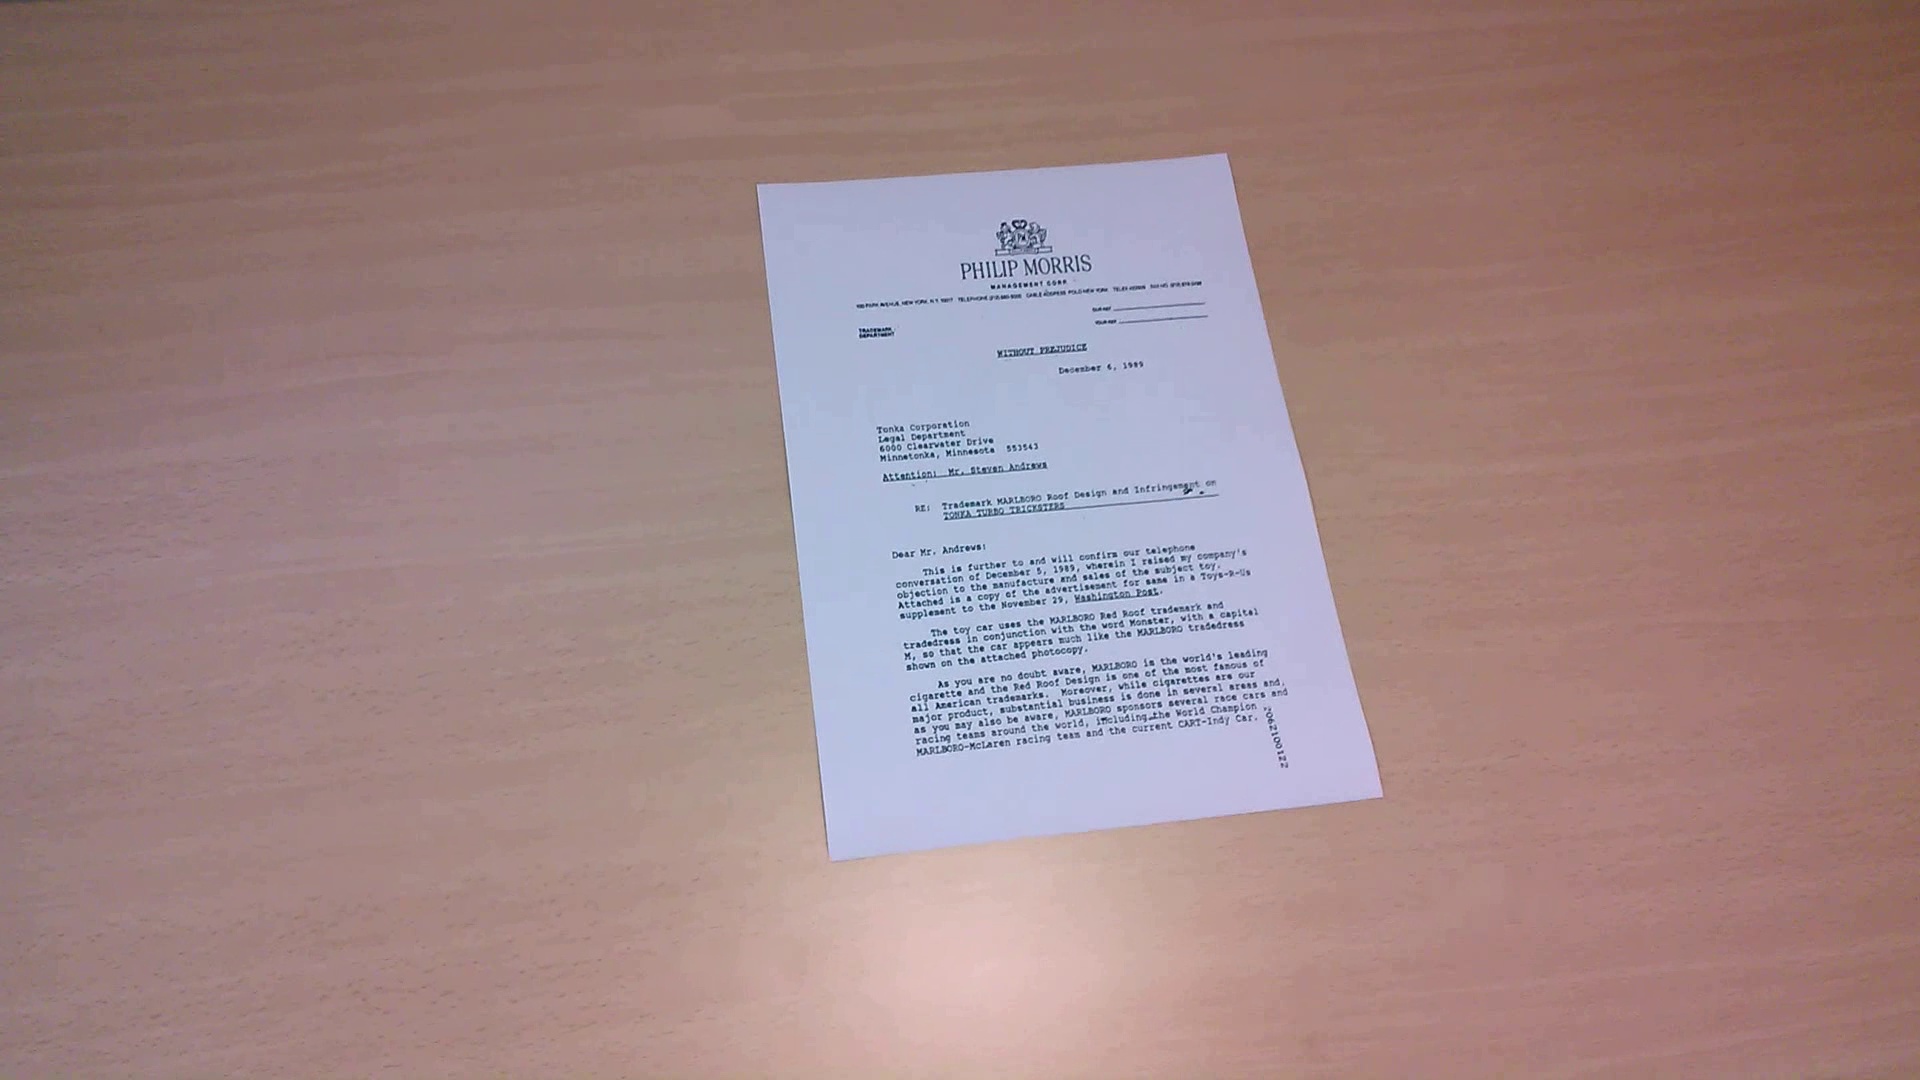 PHILIP MORRIS
MANAGEMENT CORP.
100 PARK AVENUE, NEW YORK, N.Y. 10017 TELEPHONE (212) 880-5000 CABLE ADDRESS: POLO NEW YORK TELEX FAX NO. (212)
OUR REF.
YOUR REF.
TRADEMARK
DEPARTMENT
WITHOUT PREJUDICE
December 6, 1989
Tonka Corporation
Legal Department
6000 Clearwater Drive
Minnetonka, Minnesota 553543
Attention: Mr. Steven Andrews
RE: Trademark MARLBORO Roof Design and Infringement on
TONKA TURBO TRICKSTERS
Dear Mr. Andrews:
This is further to and will confirm our telephone
conversation of December 5, 1989, wherein I raised my company's
objection to the manufacture and sales of the subject toy.
Attached is a copy of the advertisement for same in a Toys-R-Us
supplement to the November 29, Washington Post.
The toy car uses the MARLBORO Red Roof trademark and
tradedress in conjunction with the word Monster, with a capital
M, so that the car appears much like the MARLBORO tradedress
shown on the attached photocopy.
As you are no doubt aware, MARLBORO is the world's leading
cigarette and the Red Roof Design is one of the most famous of
all American trademarks. Moreover, while cigarettes are our
major product, substantial business is done in several areas and,
as you may also be aware, MARLBORO sponsors several race cars and
racing teams around the world, including the World Champion
MARLBORO-McLaren racing team and the current CART-Indy Car.